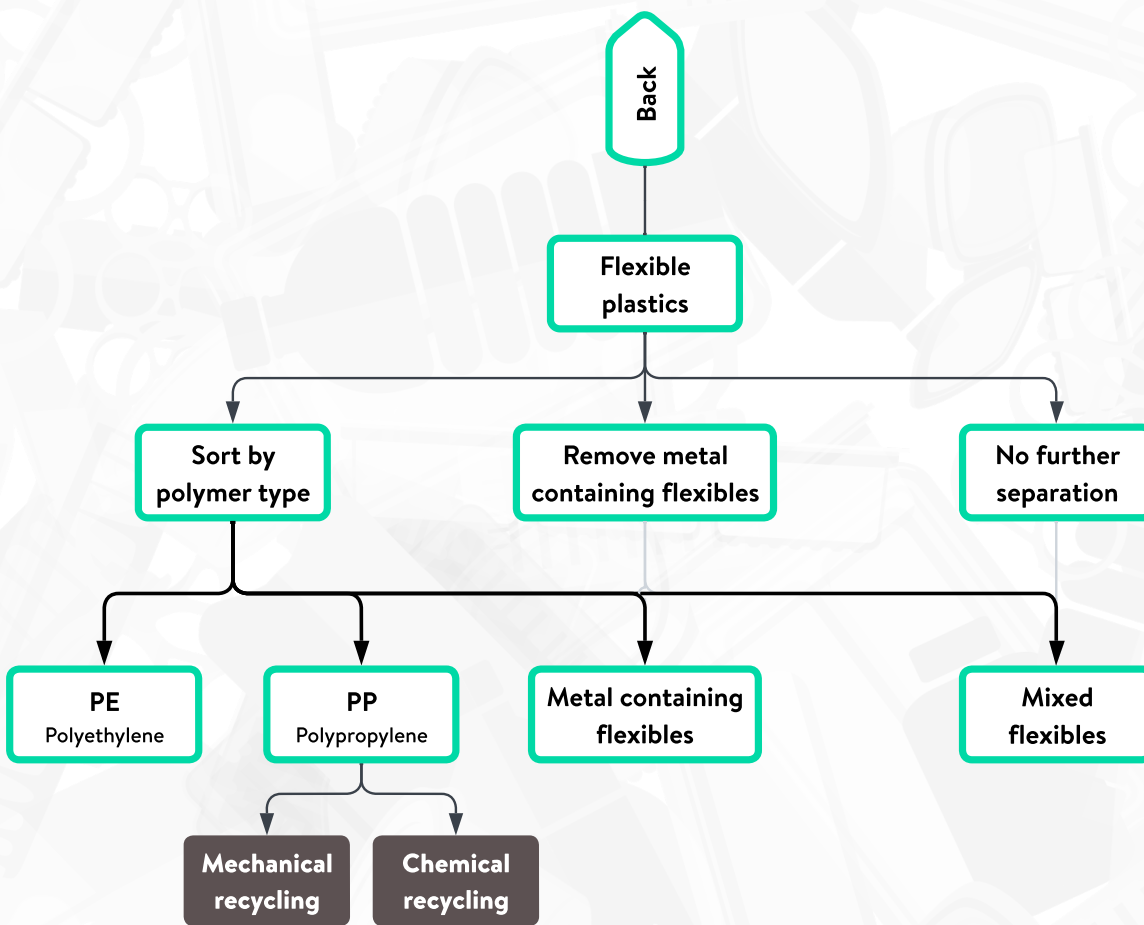 Back
Flexible
plastics
Sort by
polymer type
Remove metal
containing flexibles
No further
separation
PE
Polyethylene
PP
Polypropylene
Metal containing
flexibles
Mixed
flexibles
Mechanical
recycling
Chemical
recycling